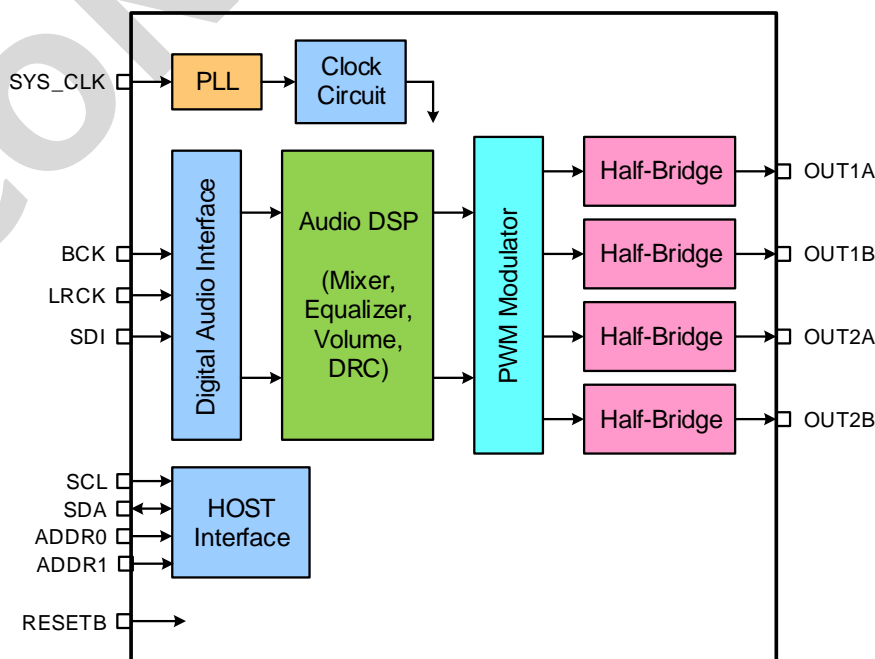 SYS_CLK
PLL
Clock
Circuit
BCK
LRCK
SDI
Digital Audio Interface
Audio DSP
(Mixer,
Equalizer,
Volume,
DRC)
PWM Modulator
Half-Bridge
OUT1A
Half-Bridge
OUT1B
Half-Bridge
OUT2A
Half-Bridge
OUT2B
SCL
SDA
ADDR0
ADDR1
HOST
Interface
RESETB